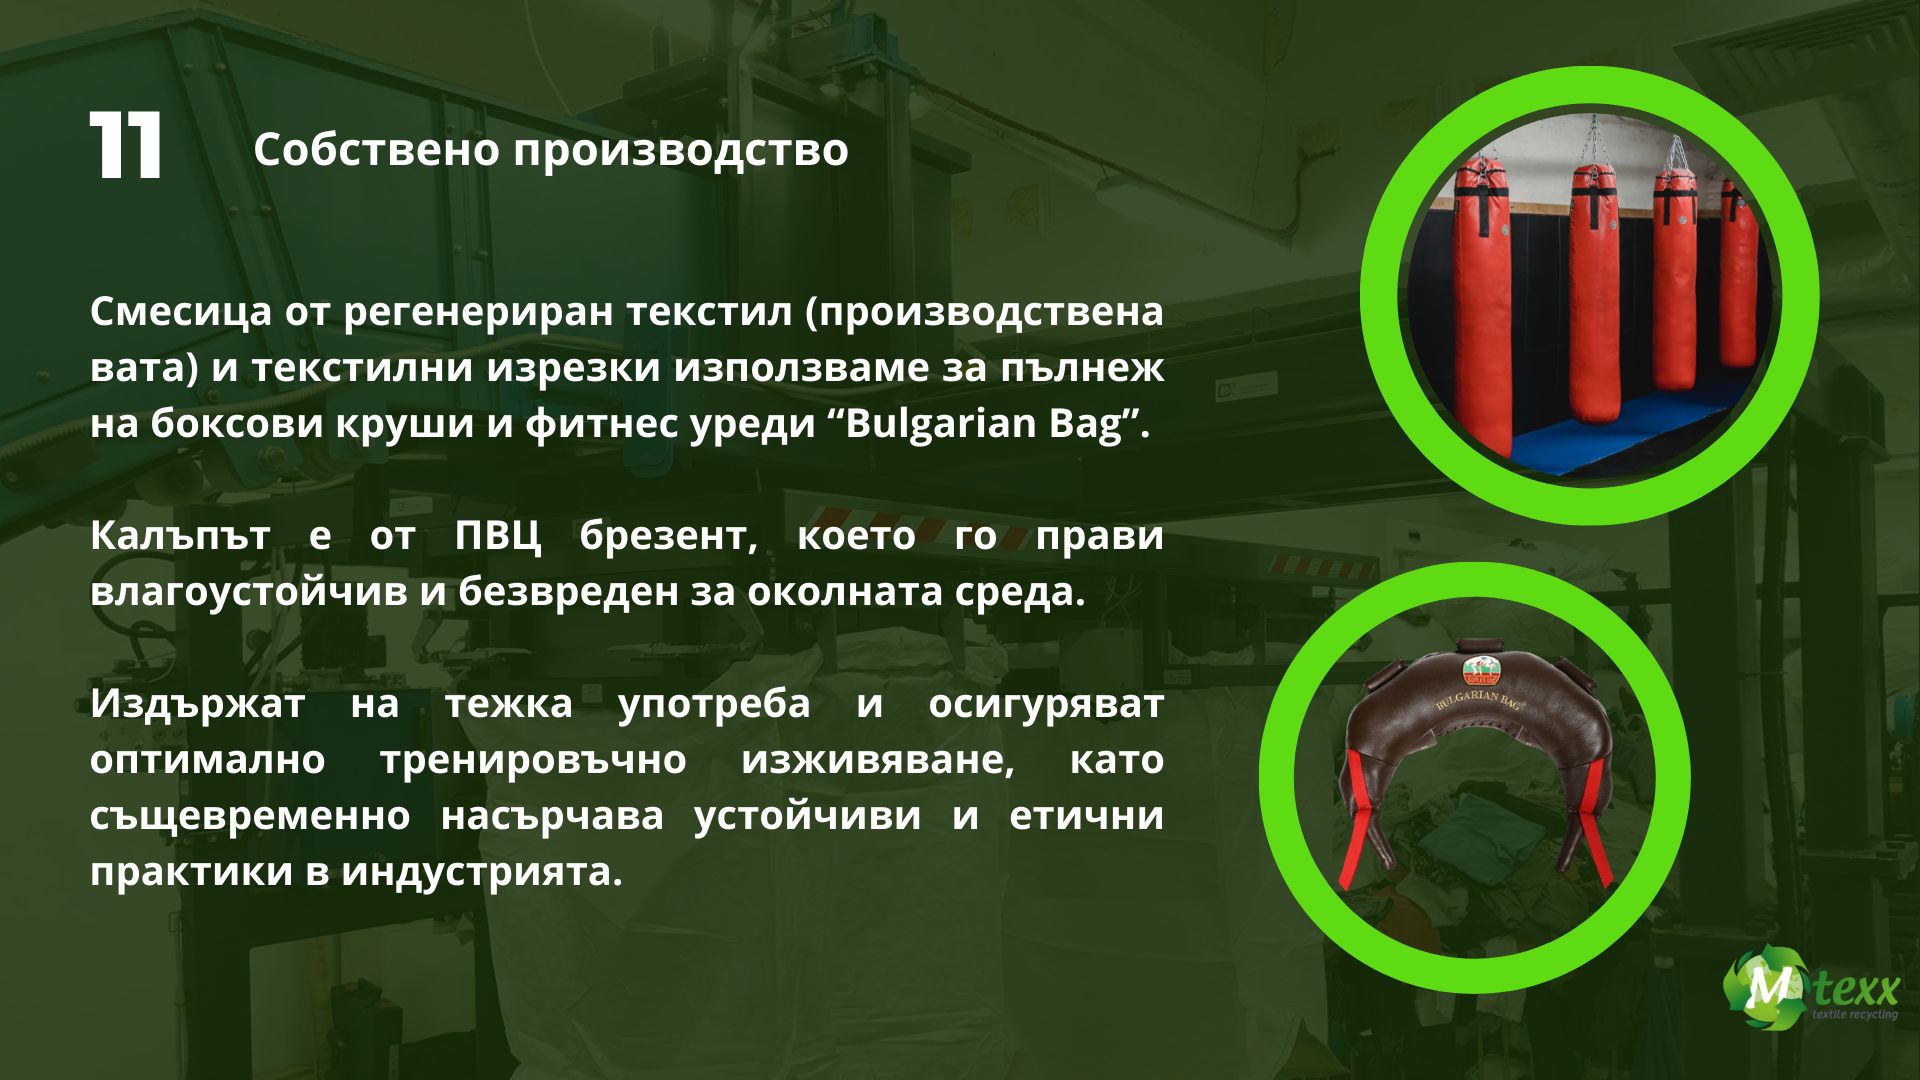 11
Собствено производство
Смесица от регенериран текстил (производствена
вата) и текстилни изрезки използваме за пълнеж
на боксови круши и фитнес уреди “Bulgarian Bag”.
Калъпът е от ПВЦ брезент, което го прави
влагоустойчив и безвреден за околната среда.
Издържат на тежка употреба и осигуряват
оптимално тренировъчно изживяване, като
същевременно насърчава устойчиви и етични
практики в индустрията.
BULGARIAN BAG
M texx
textile recycling